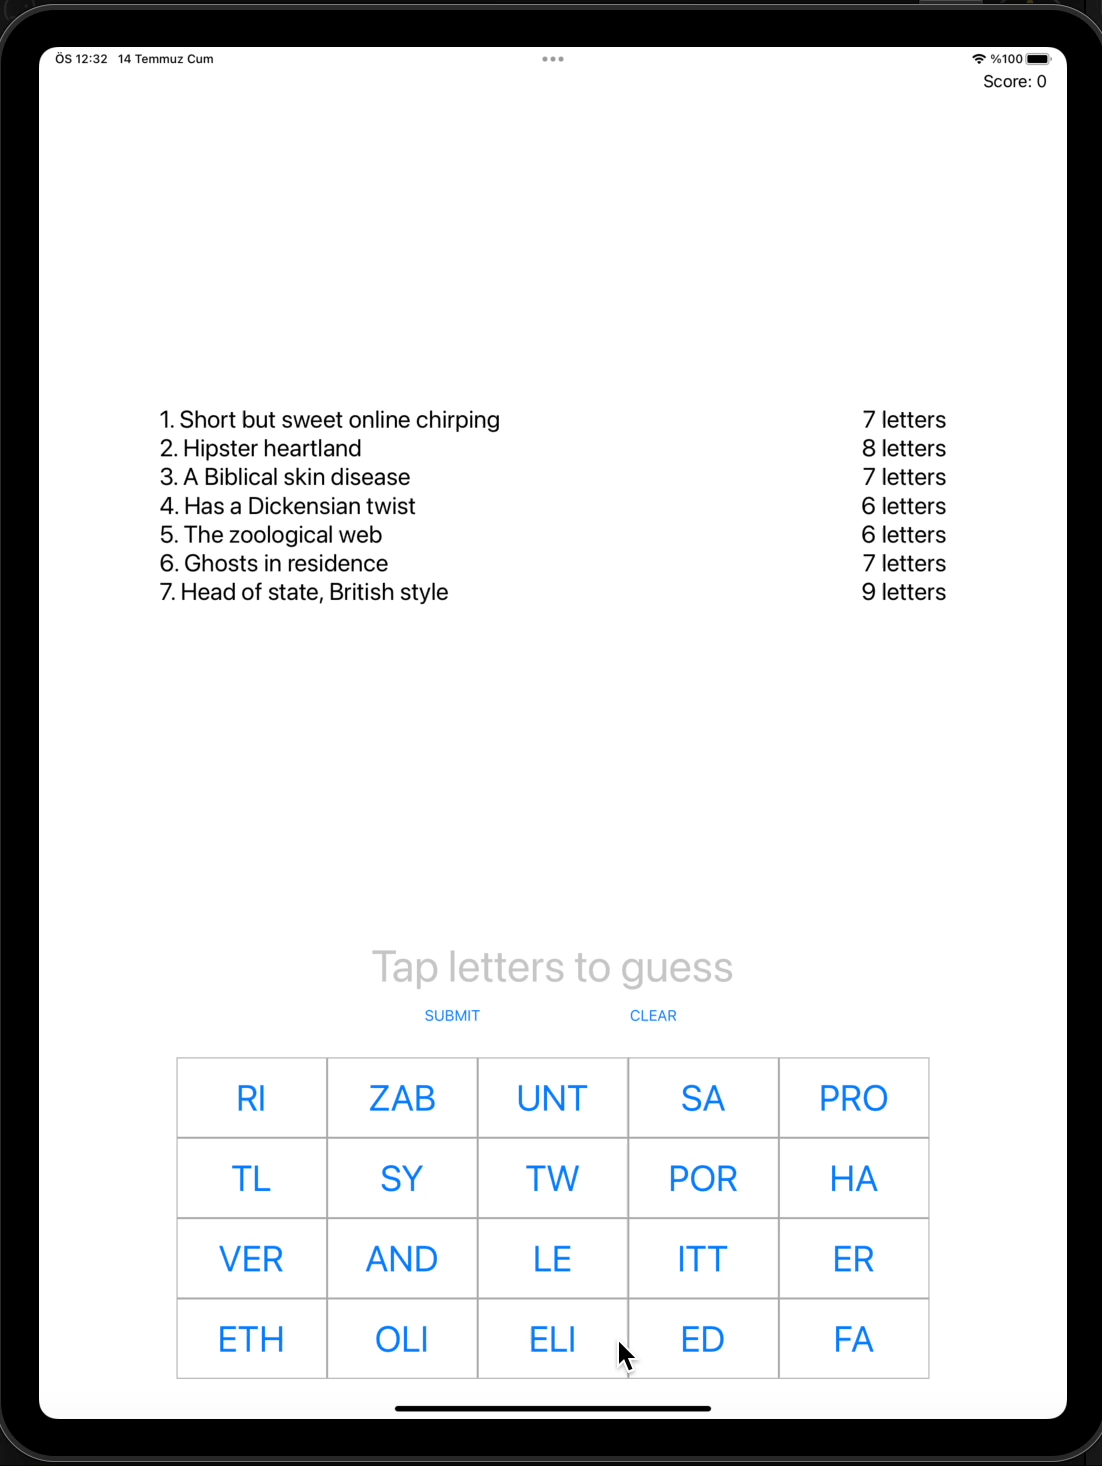 ÖS 12:32 14 Temmuz Cum %100
Score: 0
1. Short but sweet online chirping 7 letters
2. Hipster heartland 8 letters
3. A Biblical skin disease 7 letters
4. Has a Dickensian twist 6 letters
5. The zoological web 6 letters
6. Ghosts in residence 7 letters
7. Head of state, British style 9 letters
Tap letters to guess
SUBMIT CLEAR
RI ZAB UNT SA PRO
TL SY TW POR HA
VER AND LE ITT ER
ETH OLI ELI ED FA